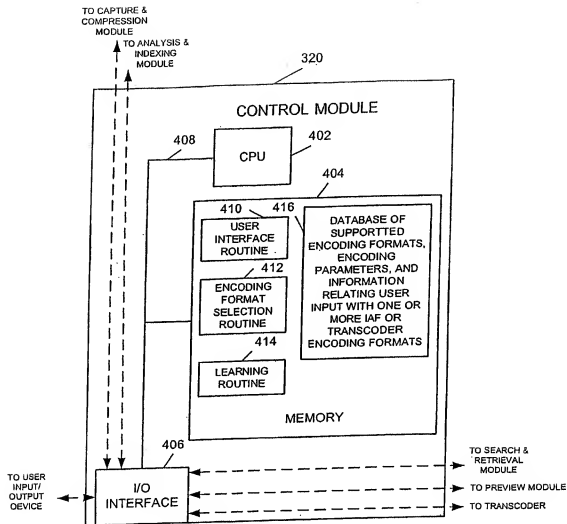 TO CAPTURE &
COMPRESSION
MODULE
TO ANALYSIS &
INDEXING
MODULE
320
CONTROL MODULE
408
CPU
402
404
410
USER
INTERFACE
ROUTINE
416
DATABASE OF
SUPPORTTED
ENCODING FORMATS,
ENCODING
PARAMETERS, AND
INFORMATION
RELATING USER
INPUT WITH ONE OR
MORE IAF OR
TRANSCODER
ENCODING FORMATS
412
ENCODING
FORMAT
SELECTION
ROUTINE
414
LEARNING
ROUTINE
MEMORY
406
I/O
INTERFACE
TO USER
INPUT/
OUTPUT
DEVICE
TO SEARCH &
RETRIEVAL
MODULE
TO PREVIEW MODULE
TO TRANSCODER